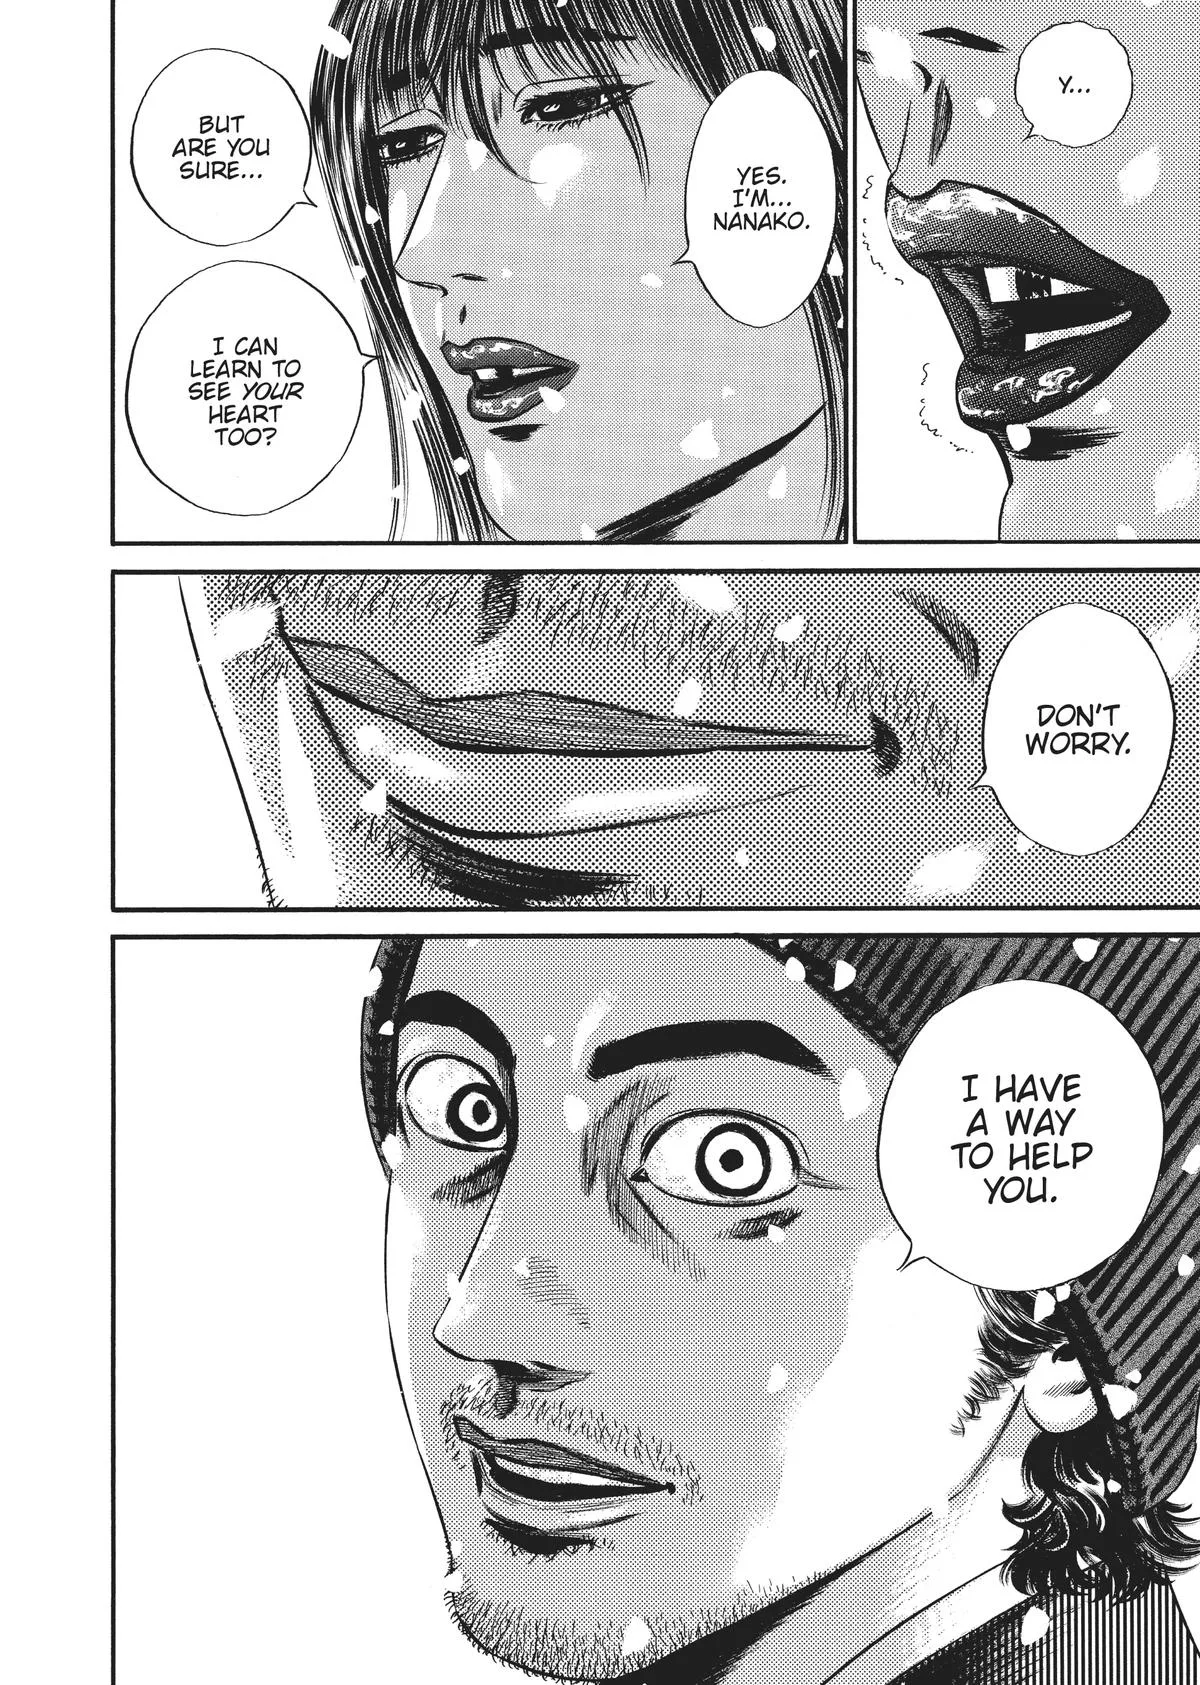 Y...
YES.
I'M...
NANAKO.
BUT
ARE YOU
SURE...
I CAN
LEARN TO
SEE YOUR
HEART
TOO?
DON'T
WORRY.
I HAVE
A WAY
TO HELP
YOU.